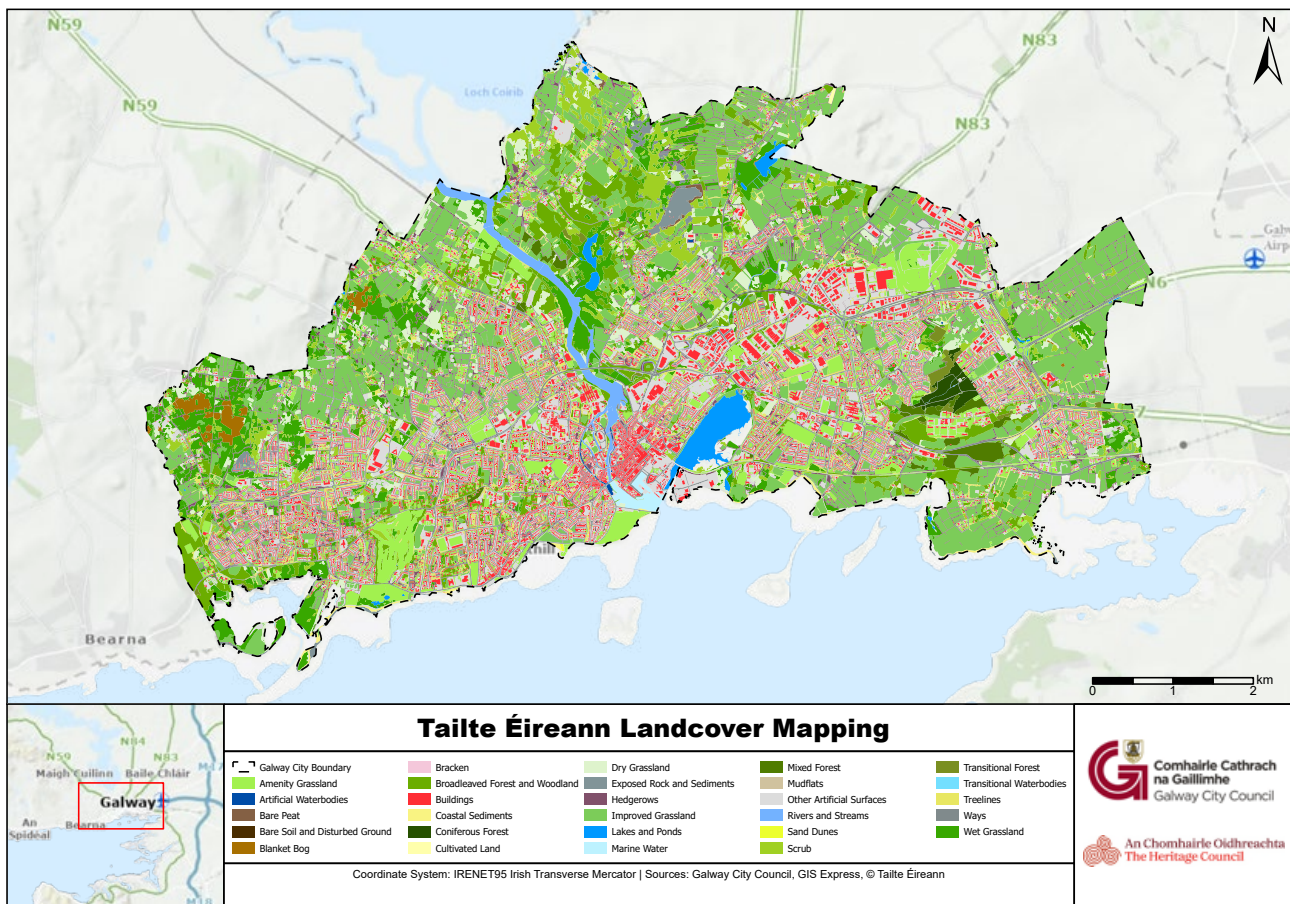 N59
N83
N
N59
Loch Coirib
N83
Airp
N6
Bearna
km
0
1
2
Tailte Éireann Landcover Mapping
Galway City Boundary
Amenity Grassland
Artificial Waterbodies
Bare Peat
Bare Soil and Disturbed Ground
Blanket Bog
Bracken
Broadleaved Forest and Woodland
Buildings
Coastal Sediments
Coniferous Forest
Cultivated Land
Dry Grassland
Exposed Rock and Sediments
Hedgerows
Improved Grassland
Lakes and Ponds
Marine Water
Mixed Forest
Mudflats
Other Artificial Surfaces
Rivers and Streams
Sand Dunes
Scrub
Transitional Forest
Transitional Waterbodies
Treelines
Ways
Wet Grassland
Coordinate System: IRENET95 Irish Transverse Mercator | Sources: Galway City Council, GIS Express, © Tailte Éireann
N84
N59
N83
M17
Maigh Cuilinn
Baile Chláir
Galway
An
Spidéal
Bearna
M18
Comhairle Cathrach
na Gaillimhe
Galway City Council
An Chomhairle Oidhreachta
The Heritage Council